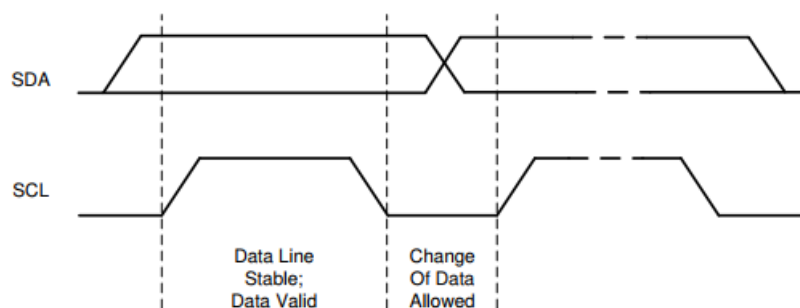 SDA
SCL
Data Line
Stable;
Data Valid
Change
Of Data
Allowed